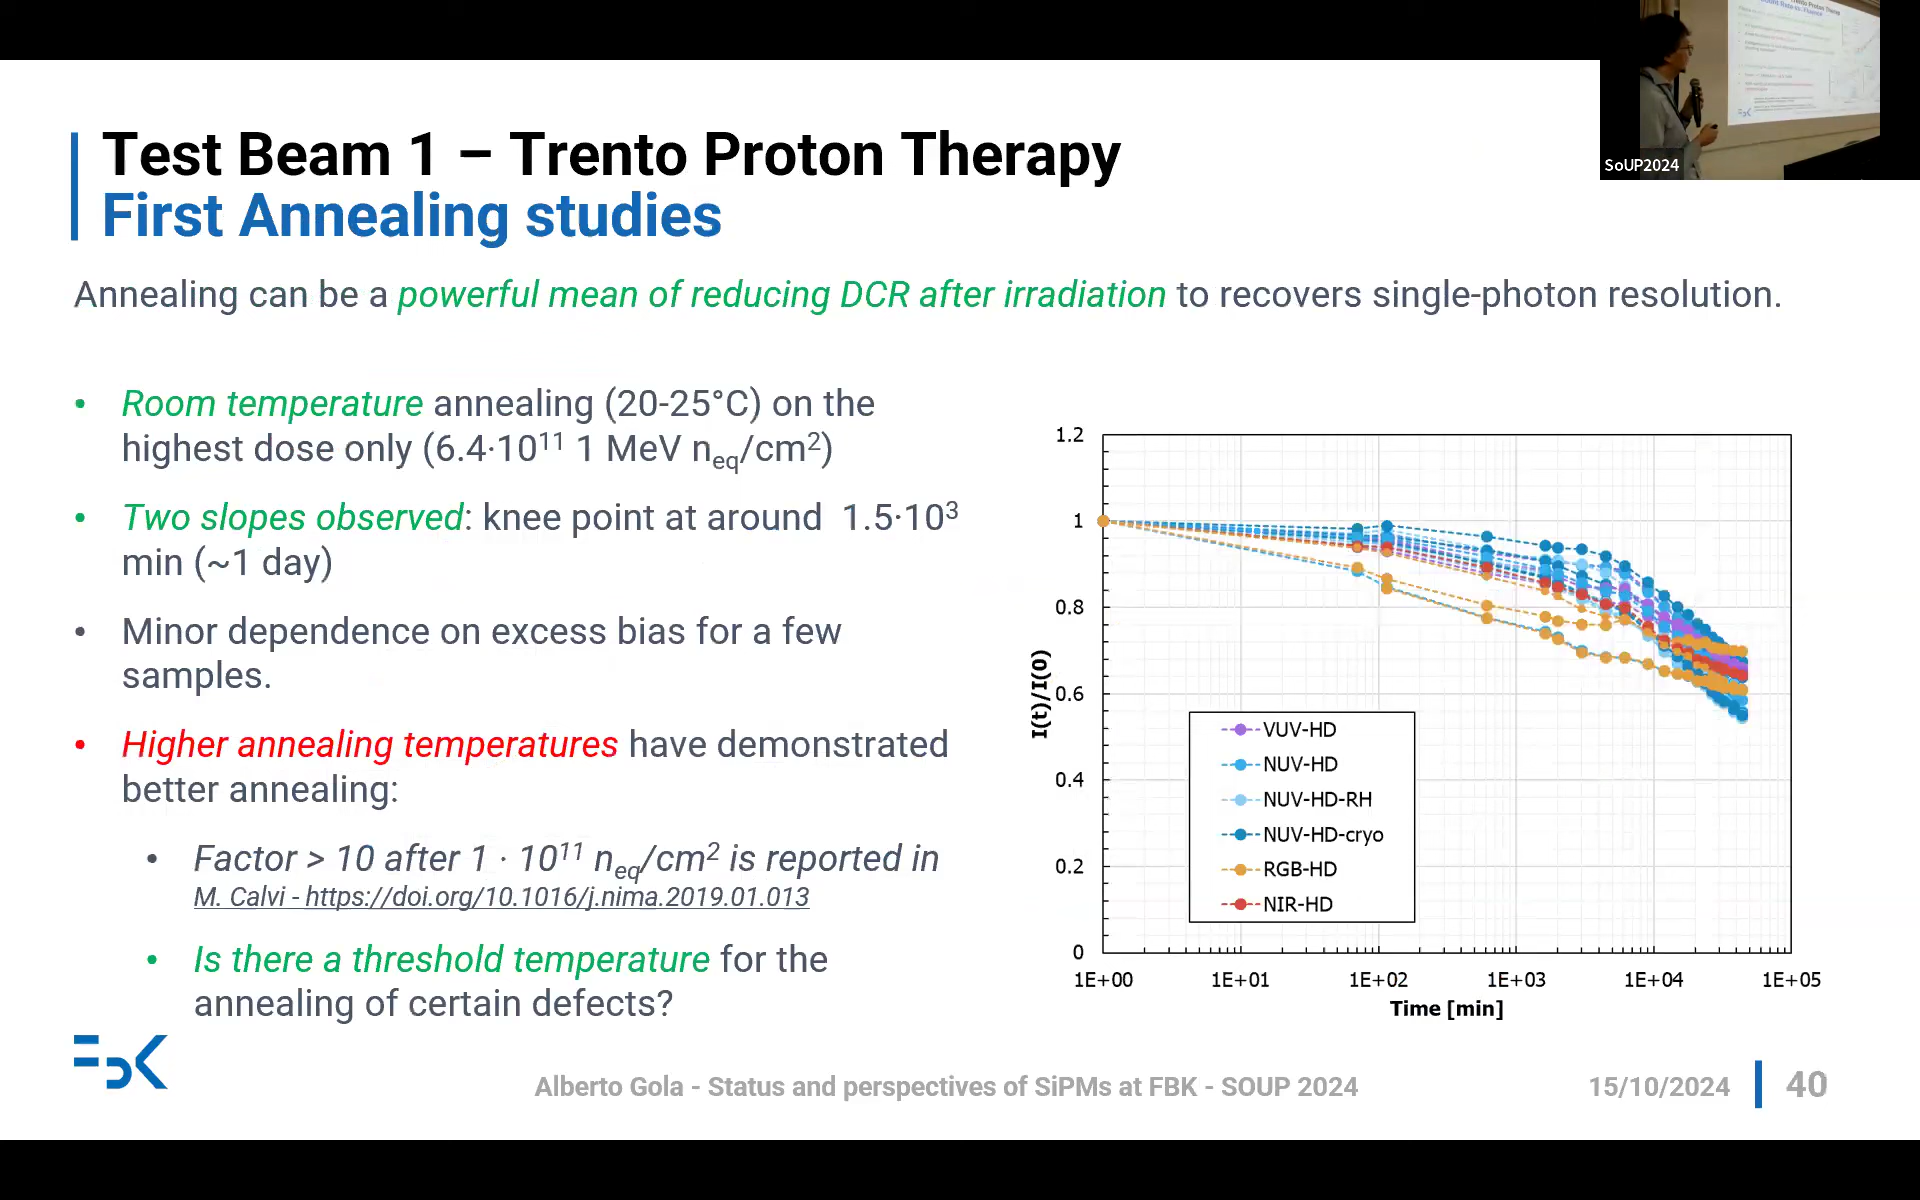 SoUP2024
Test Beam 1 – Trento Proton Therapy
First Annealing studies
Annealing can be a powerful mean of reducing DCR after irradiation to recovers single-photon resolution.
• Room temperature annealing (20-25°C) on the
highest dose only (6.4·10¹¹ 1 MeV nₑq/cm²)
• Two slopes observed: knee point at around 1.5·10³
min (~1 day)
• Minor dependence on excess bias for a few
samples.
• Higher annealing temperatures have demonstrated
better annealing:
• Factor > 10 after 1 · 10¹¹ nₑq/cm² is reported in
M. Calvi - https://doi.org/10.1016/j.nima.2019.01.013
• Is there a threshold temperature for the
annealing of certain defects?
I(t)/I(0)
1.2
1
0.8
0.6
0.4
0.2
0
VUV-HD
NUV-HD
NUV-HD-RH
NUV-HD-cryo
RGB-HD
NIR-HD
1E+00 1E+01 1E+02 1E+03 1E+04 1E+05
Time [min]
FBK
Alberto Gola - Status and perspectives of SiPMs at FBK - SOUP 2024
15/10/2024
40